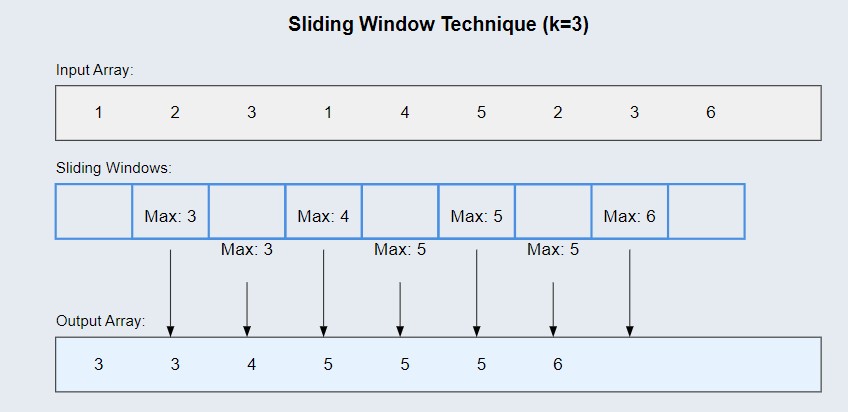 Sliding Window Technique (k=3)
Input Array:
1 2 3 1 4 5 2 3 6
Sliding Windows:
Max: 3 Max: 4 Max: 5 Max: 6
Max: 3 Max: 5 Max: 5
Output Array:
3 3 4 5 5 5 6